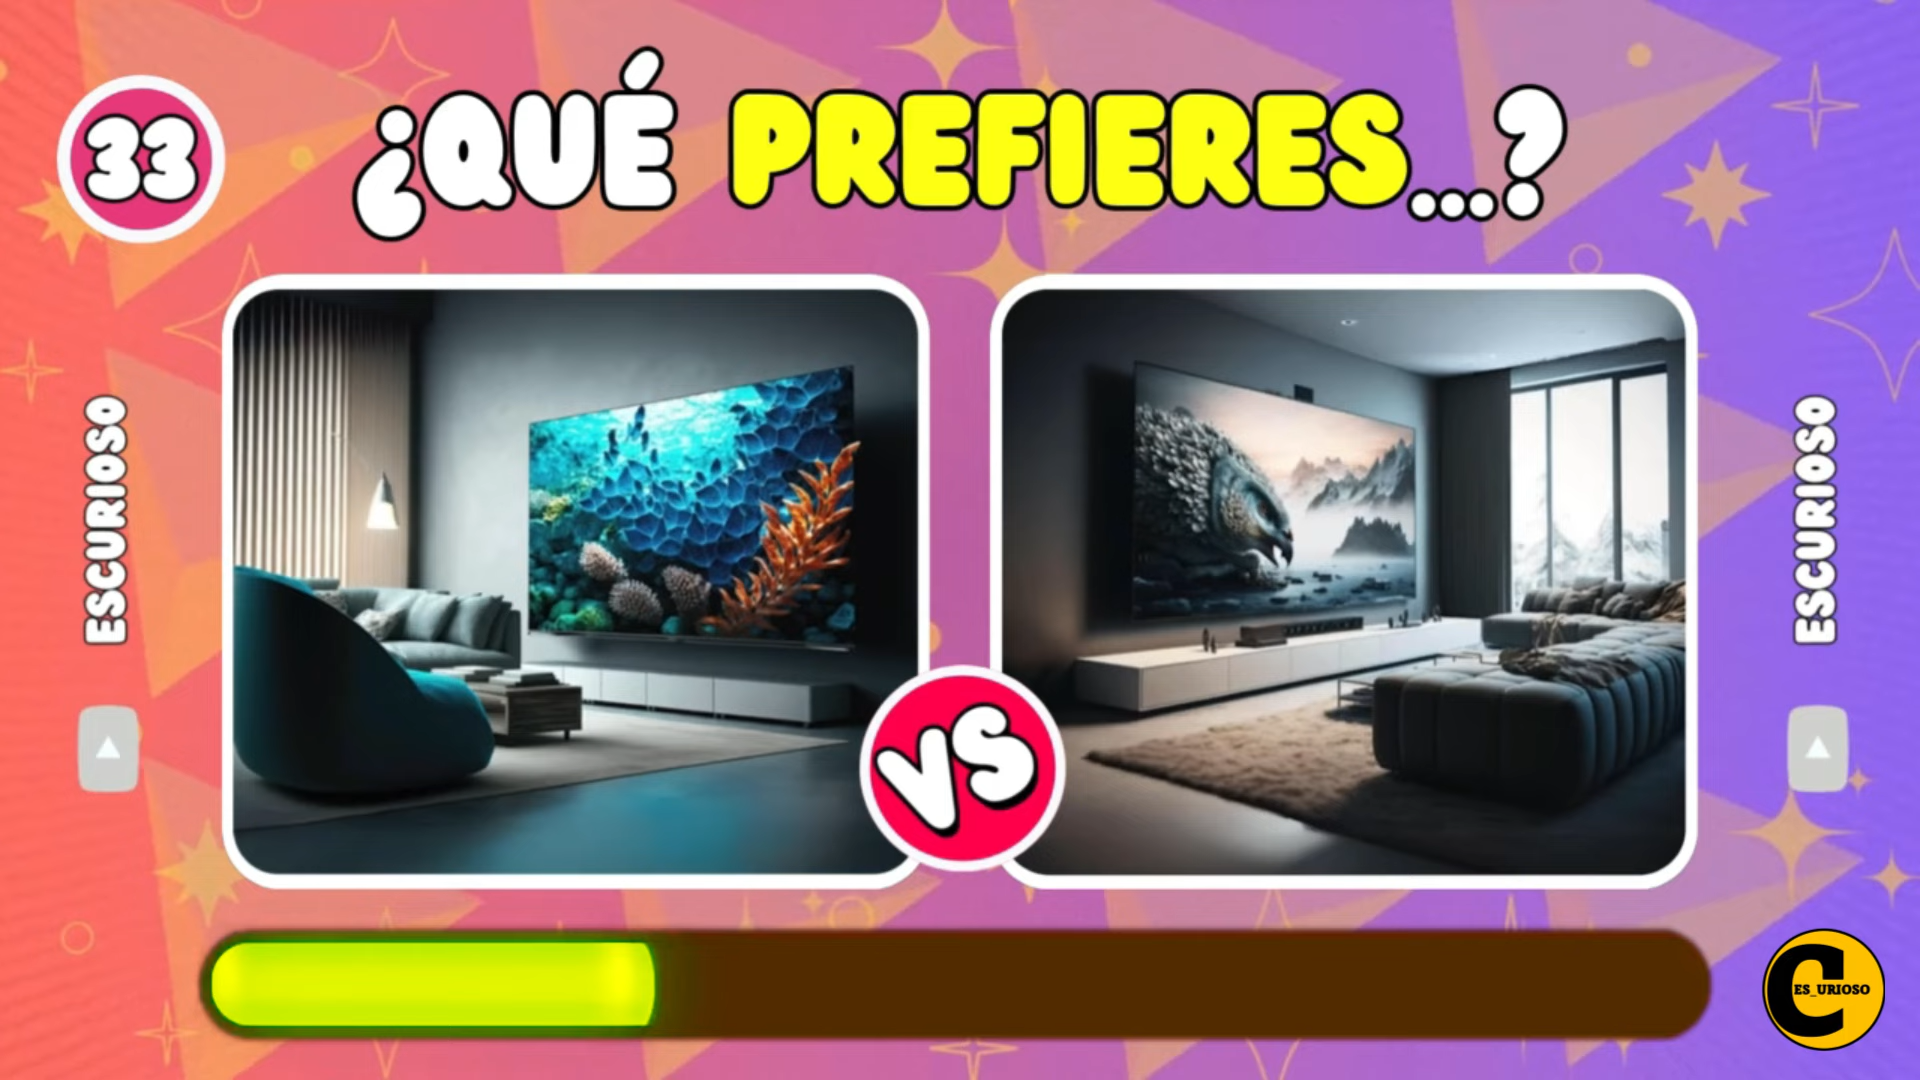 33
¿QUÉ PREFIERES...?
ESCURIOSO
ESCURIOSO
VS
C
ES_URIOSO